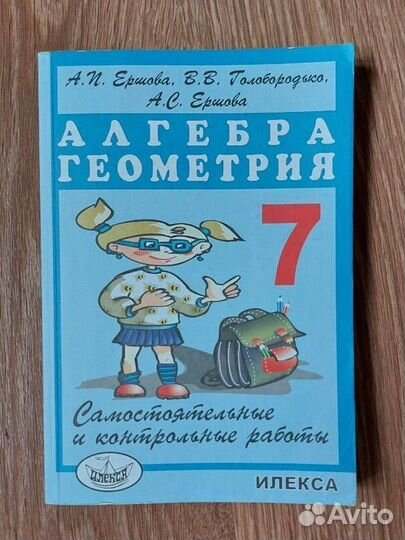 А.П. Ершова, В.В. Голобородько,
А.С. Ершова
АЛГЕБРА
ГЕОМЕТРИЯ
7
Самостоятельные
и контрольные работы
ИЛЕКСА
ИЛЕКСА
Avito